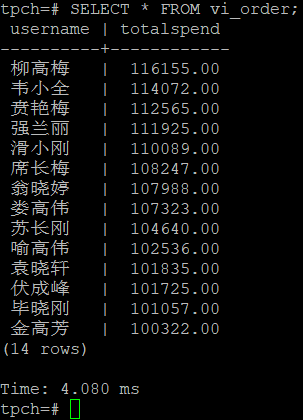 tpch=# SELECT * FROM vi_order;
 username | totalspend
----------+------------
 柳高梅   |  116155.00
 韦小全   |  114072.00
 贲艳梅   |  112565.00
 强兰丽   |  111925.00
 滑小刚   |  110089.00
 席长梅   |  108247.00
 翁晓婷   |  107988.00
 娄高伟   |  107323.00
 苏长刚   |  104640.00
 喻高伟   |  102536.00
 袁晓轩   |  101835.00
 伏成峰   |  101725.00
 毕晓刚   |  101057.00
 金高芳   |  100322.00
(14 rows)
Time: 4.080 ms
tpch=#